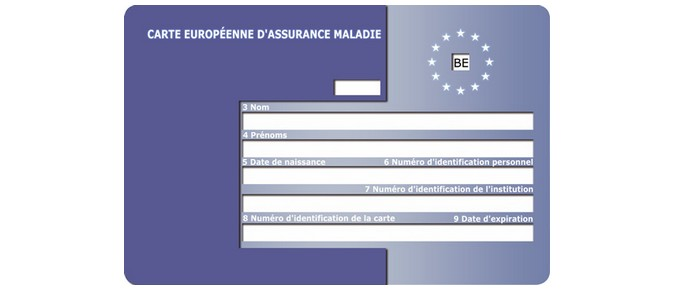 CARTE EUROPÉENNE D'ASSURANCE MALADIE
BE
3 Nom
4 Prénoms
5 Date de naissance 6 Numéro d'identification personnel
7 Numéro d'identification de l'institution
8 Numéro d'identification de la carte 9 Date d'expiration